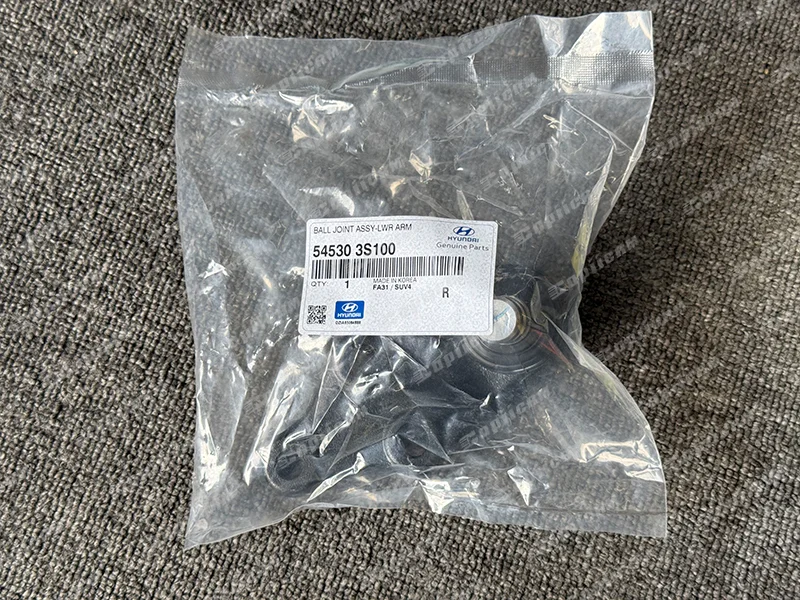 BALL JOINT ASSY-LWR ARM
54530 3S100
HYUNDAI
Genuine Parts
QTY 1
MADE IN KOREA
FA31 / SUV4
R
HYUNDAI